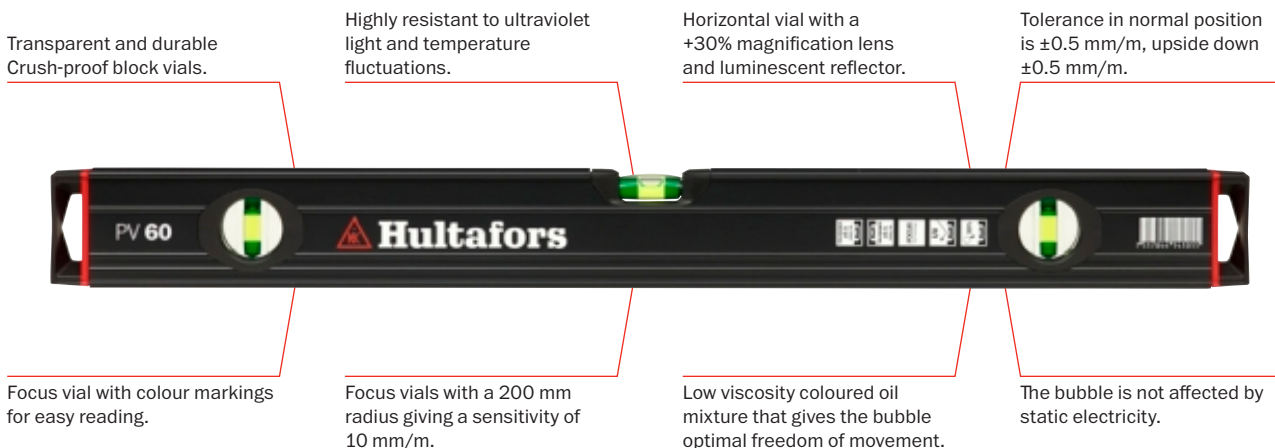 Transparent and durable
Crush-proof block vials.
Highly resistant to ultraviolet
light and temperature
fluctuations.
Horizontal vial with a
+30% magnification lens
and luminescent reflector.
Tolerance in normal position
is ±0.5 mm/m, upside down
±0.5 mm/m.
PV 60
Hultafors
Focus vial with colour markings
for easy reading.
Focus vials with a 200 mm
radius giving a sensitivity of
10 mm/m.
Low viscosity coloured oil
mixture that gives the bubble
optimal freedom of movement.
The bubble is not affected by
static electricity.